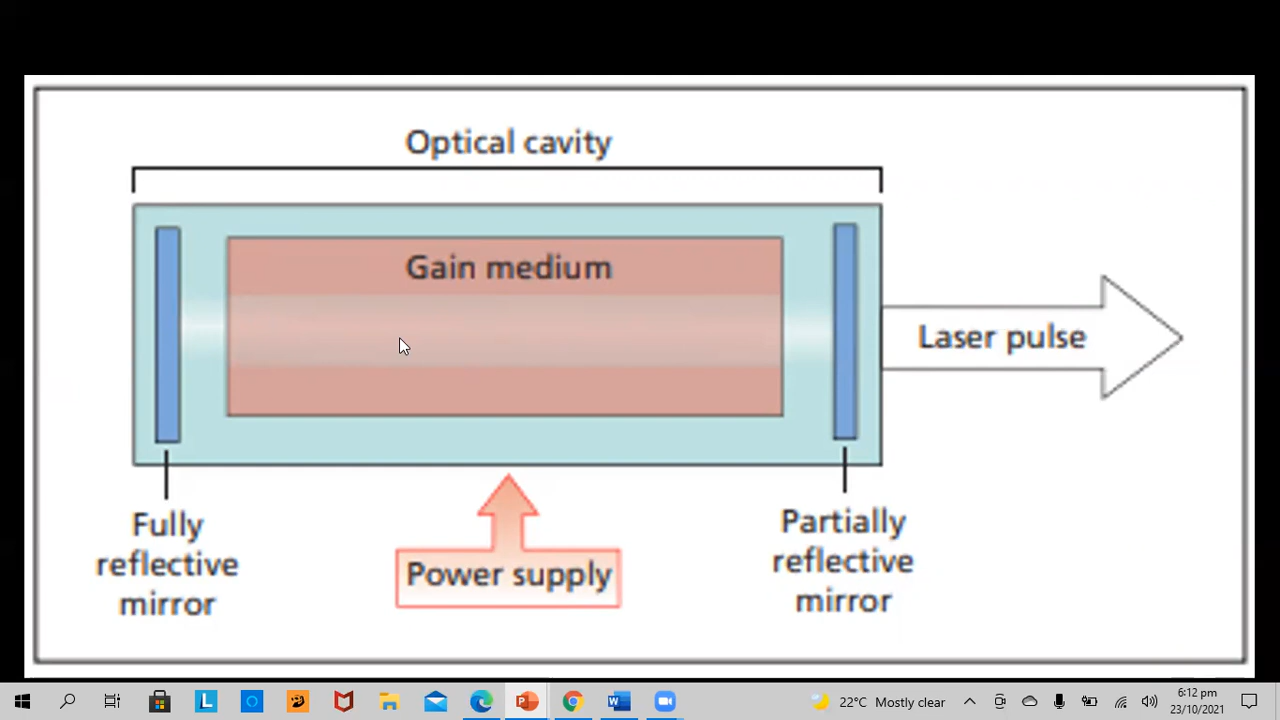 Optical cavity
Gain medium
Laser pulse
Fully
reflective
mirror
Power supply
Partially
reflective
mirror
22°C Mostly clear
6:12 pm
23/10/2021